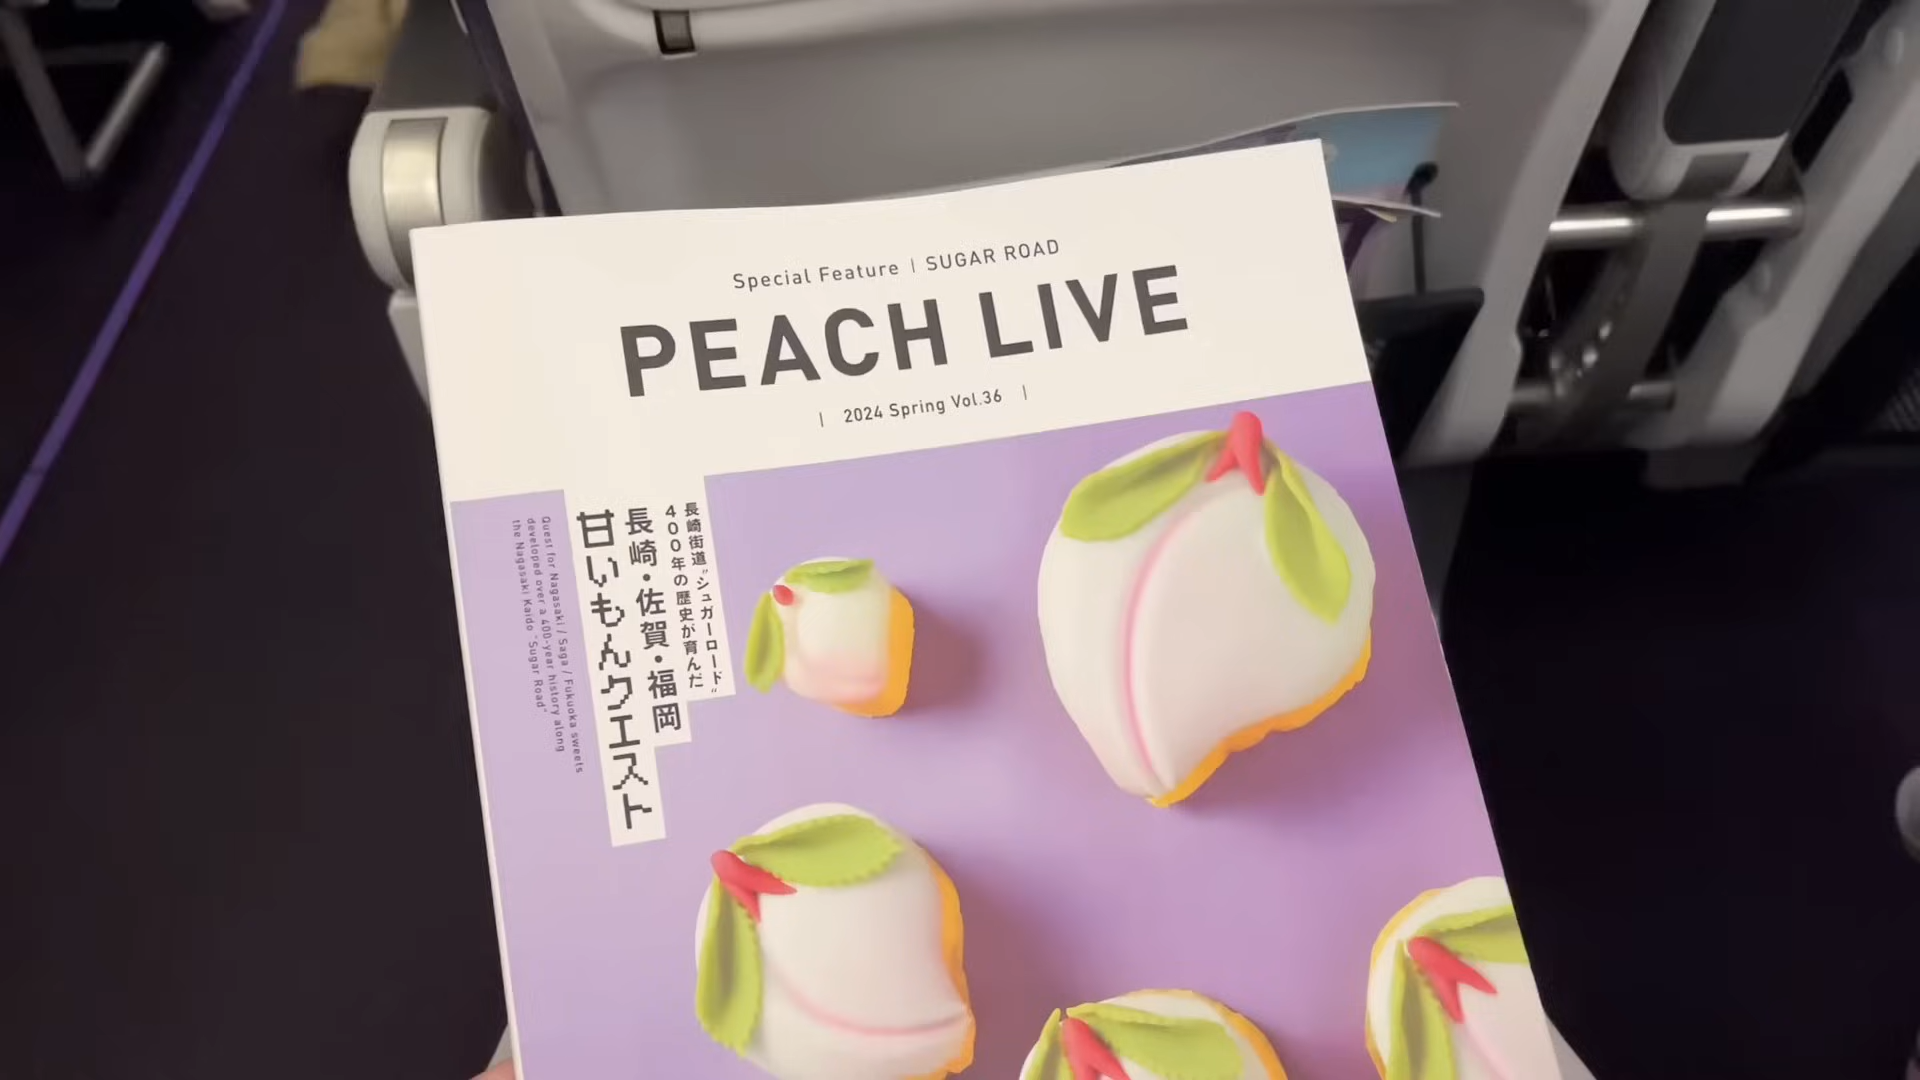 Special Feature | SUGAR ROAD
PEACH LIVE
| 2024 Spring Vol.36 |
長崎街道〝シュガーロード〟
400年の歴史が育んだ
長崎・佐賀・福岡
甘いもんクエスト
Quest for Nagasaki / Saga / Fukuoka sweets
developed over a 400-year history along
the Nagasaki Kaido "Sugar Road"